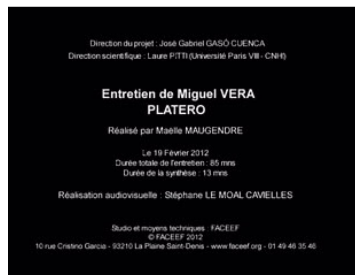 Direction du projet : José Gabriel GASÓ CUENCA
Direction scientifique : Laure PITTI (Université Paris VIII - CNHI)
Entretien de Miguel VERA
PLATERO
Réalisé par Maëlle MAUGENDRE
Le 19 Février 2012
Durée totale de l'entretien : 85 mns
Durée de la synthèse : 13 mns
Réalisation audiovisuelle : Stéphane LE MOAL CAVIELLES
Studio et moyens techniques : FACEEF
© FACEEF 2012
10 rue Cristino Garcia - 93210 La Plaine Saint-Denis - www.faceef.org - 01 49 46 35 46